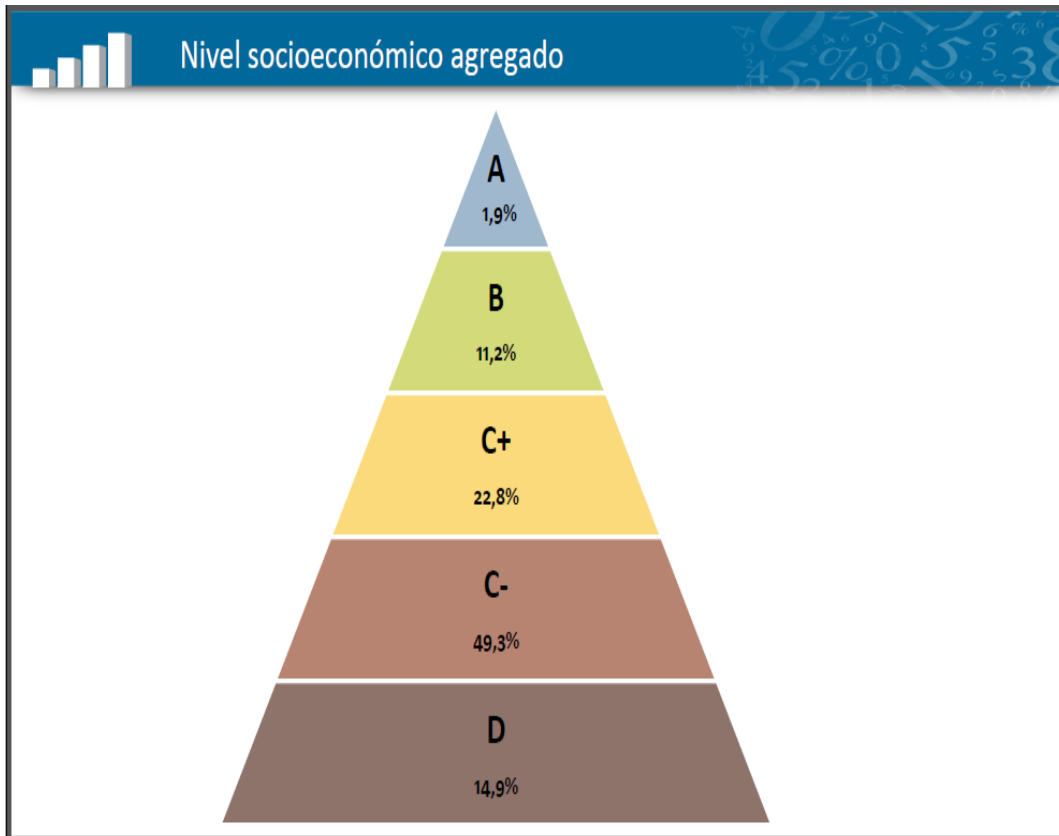 Nivel socioeconómico agregado
A
1,9%
B
11,2%
C+
22,8%
C-
49,3%
D
14,9%